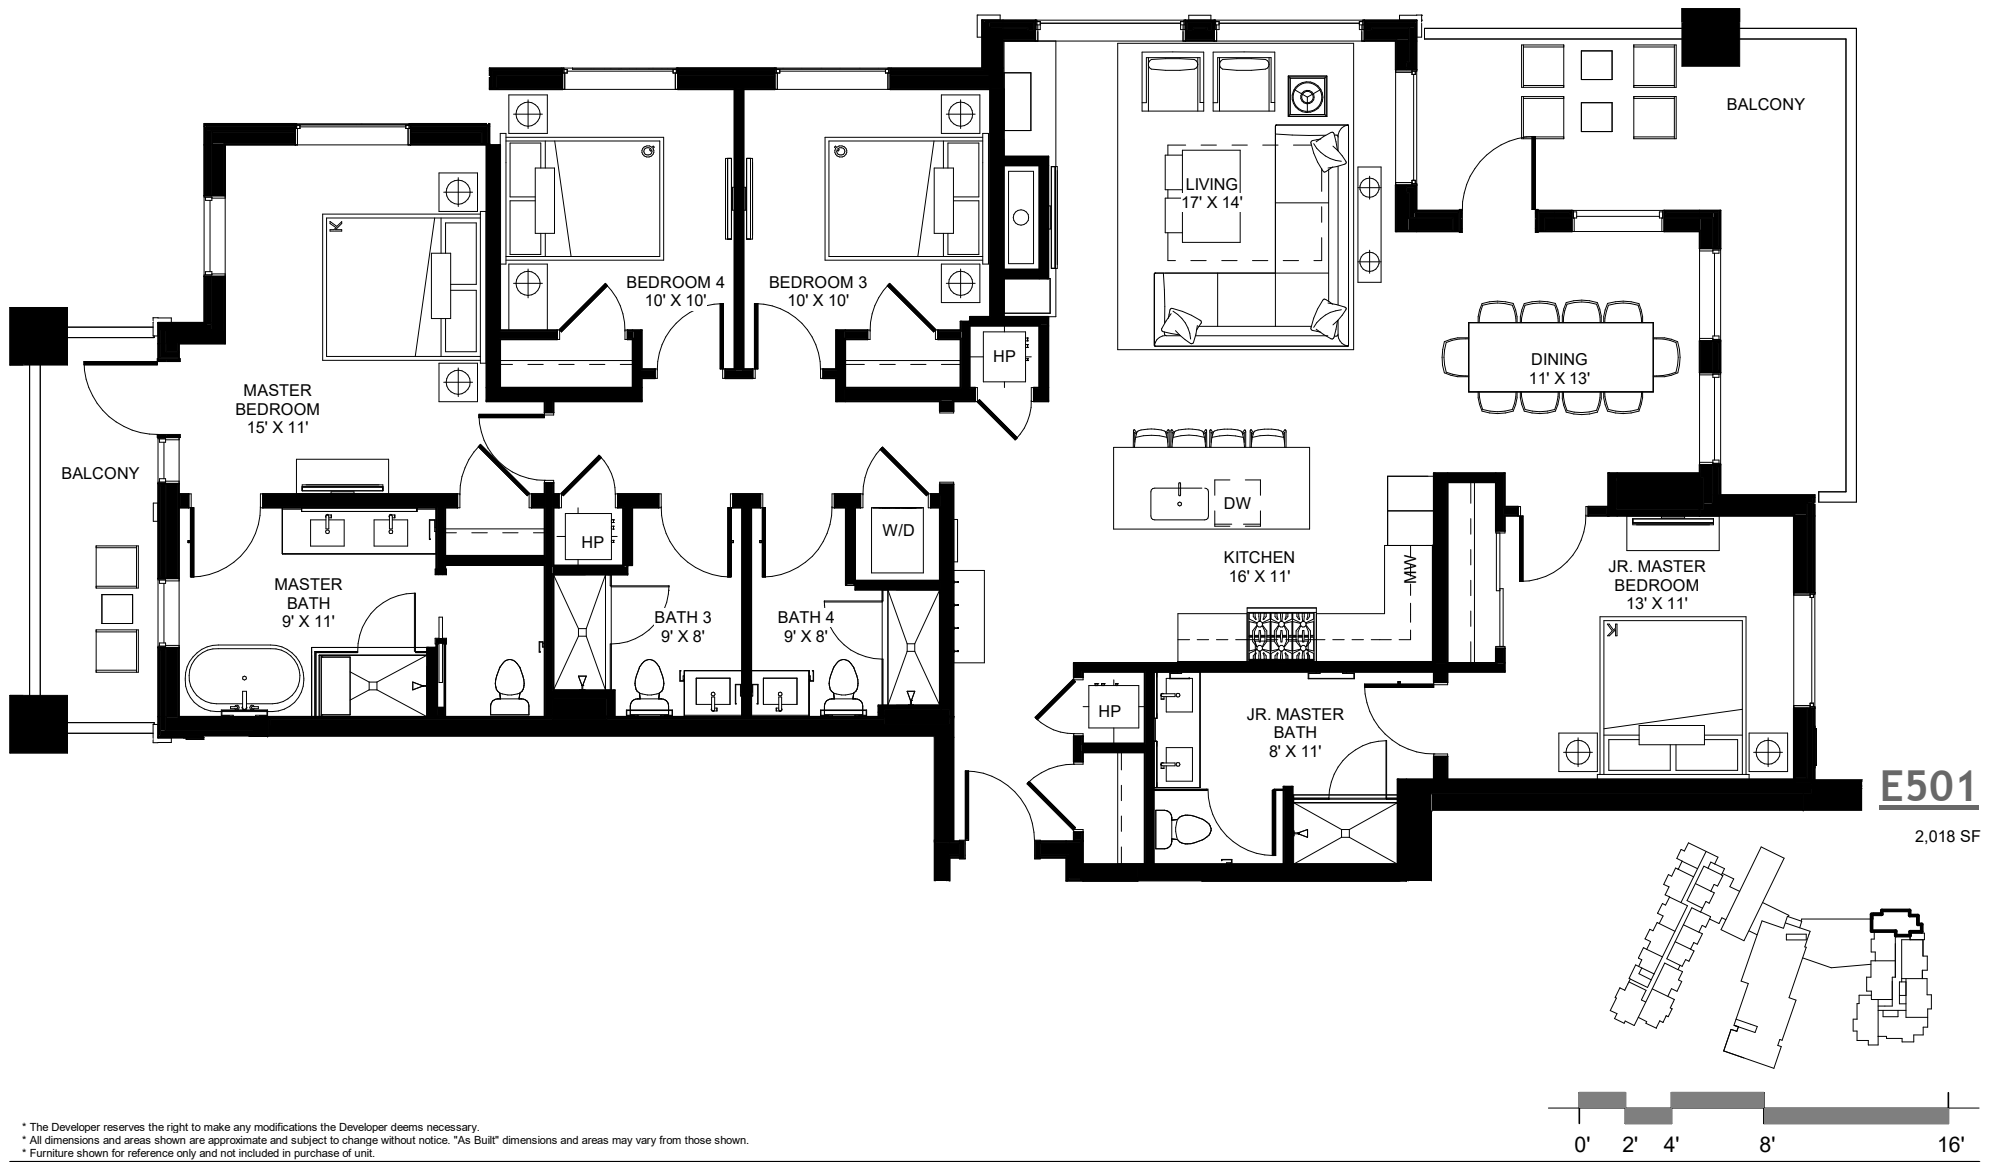 BALCONY
LIVING
17' X 14'
BEDROOM 4
10' X 10'
BEDROOM 3
10' X 10'
HP
DINING
11' X 13'
MASTER
BEDROOM
15' X 11'
K
Q
Q
BALCONY
DW
W/D
HP
KITCHEN
16' X 11'
MW
JR. MASTER
BEDROOM
13' X 11'
K
MASTER
BATH
9' X 11'
BATH 3
9' X 8'
BATH 4
9' X 8'
HP
JR. MASTER
BATH
8' X 11'
E501
2,018 SF
0' 2' 4' 8' 16'
* The Developer reserves the right to make any modifications the Developer deems necessary.
* All dimensions and areas shown are approximate and subject to change without notice. "As Built" dimensions and areas may vary from those shown.
* Furniture shown for reference only and not included in purchase of unit.